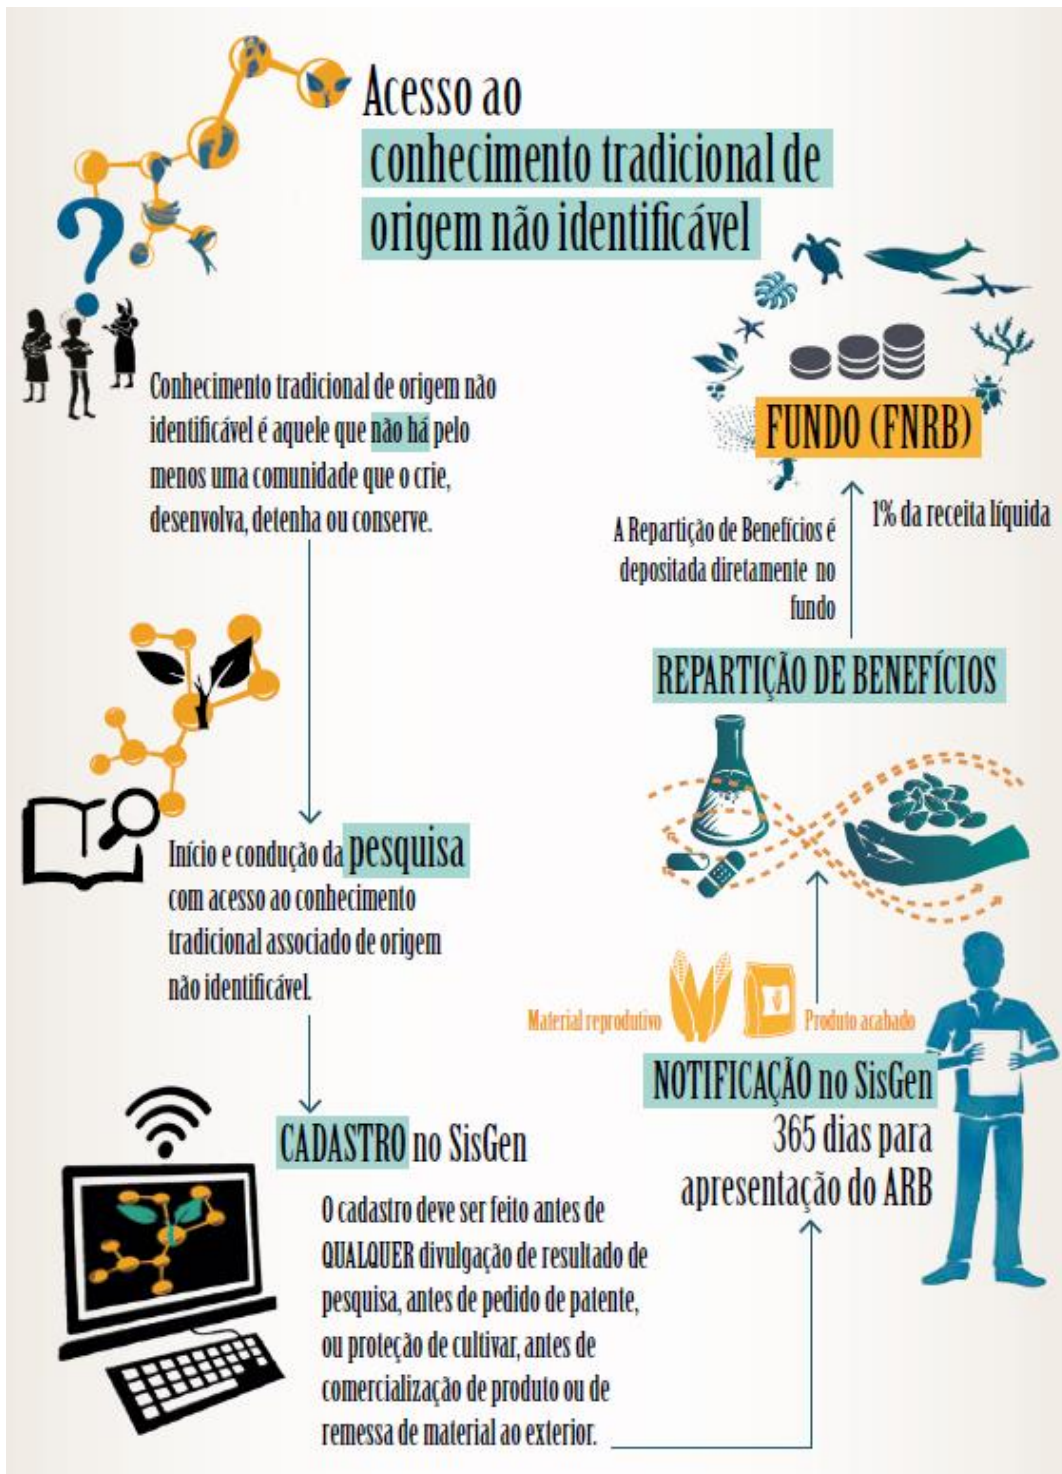 Acesso ao
conhecimento tradicional de
origem não identificável
Conhecimento tradicional de origem não
identificável é aquele que não há pelo
menos uma comunidade que o crie,
desenvolva, detenha ou conserve.
Início e condução da pesquisa
com acesso ao conhecimento
tradicional associado de origem
não identificável.
CADASTRO no SisGen
O cadastro deve ser feito antes de
QUALQUER divulgação de resultado de
pesquisa, antes de pedido de patente,
ou proteção de cultivar, antes de
comercialização de produto ou de
remessa de material ao exterior.
NOTIFICAÇÃO no SisGen
365 dias para
apresentação do ARB
Material reprodutivo
Produto acabado
REPARTIÇÃO DE BENEFÍCIOS
A Repartição de Benefícios é
depositada diretamente no
fundo
1% da receita líquida
FUNDO (FNRB)